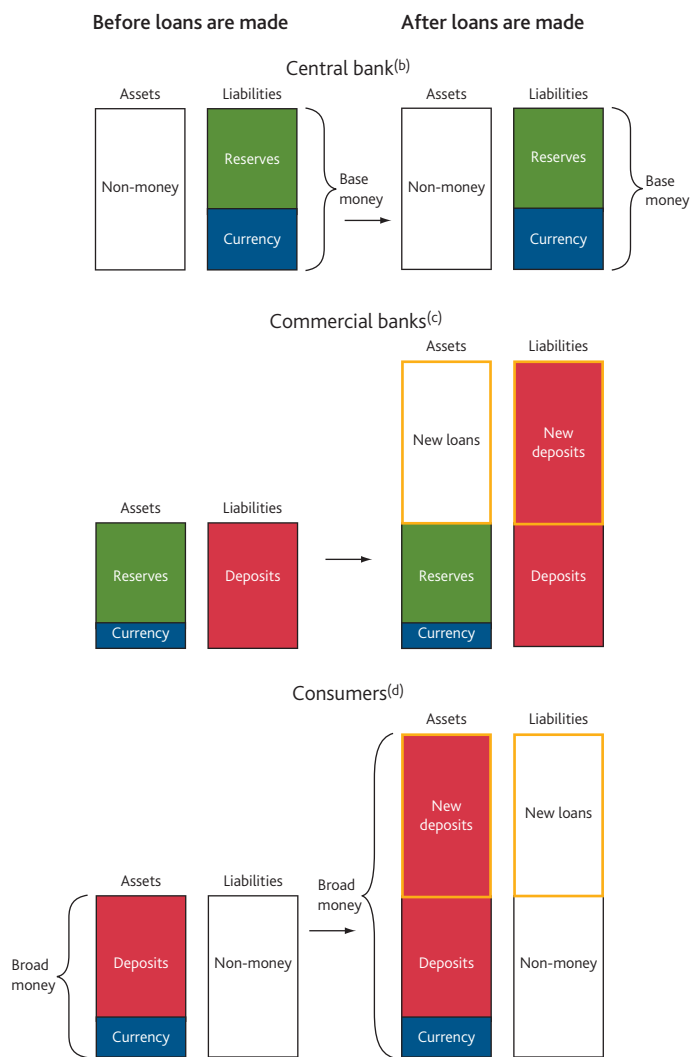 Before loans are made
After loans are made
Central bank(b)
Assets
Liabilities
Assets
Liabilities
Non-money
Reserves
Currency
Base
money
Non-money
Reserves
Currency
Base
money
Commercial banks(c)
Assets
Liabilities
New loans
New
deposits
Assets
Liabilities
Reserves
Deposits
Currency
Reserves
Deposits
Currency
Consumers(d)
Assets
Liabilities
New
deposits
New loans
Assets
Liabilities
Broad
money
Broad
money
Deposits
Non-money
Currency
Deposits
Non-money
Currency